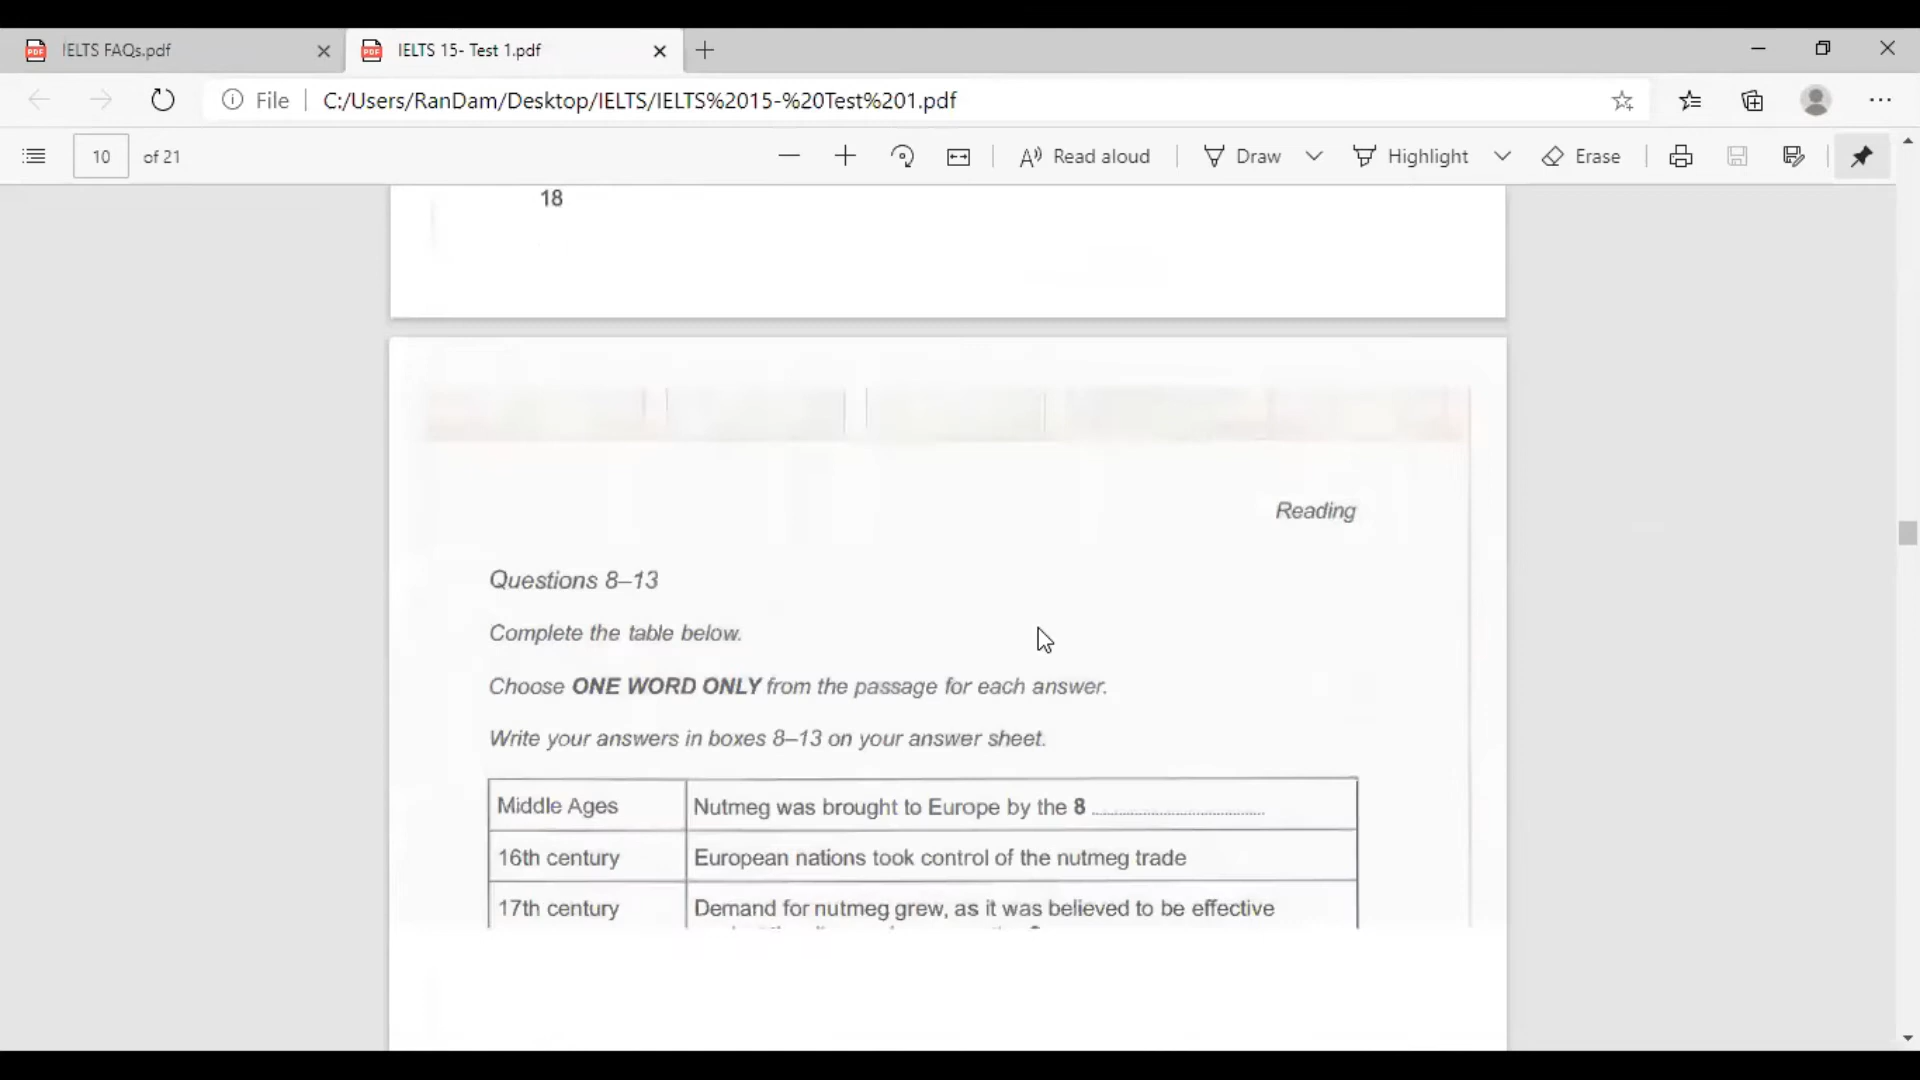 IELTS FAQs.pdf
IELTS 15- Test 1.pdf
File
C:/Users/RanDam/Desktop/IELTS/IELTS%2015-%20Test%201.pdf
10 of 21
Read aloud
Draw
Highlight
Erase
18
Reading
Questions 8–13
Complete the table below.
Choose ONE WORD ONLY from the passage for each answer.
Write your answers in boxes 8–13 on your answer sheet.
Middle Ages Nutmeg was brought to Europe by the 8 ..............................
16th century European nations took control of the nutmeg trade
17th century Demand for nutmeg grew, as it was believed to be effective